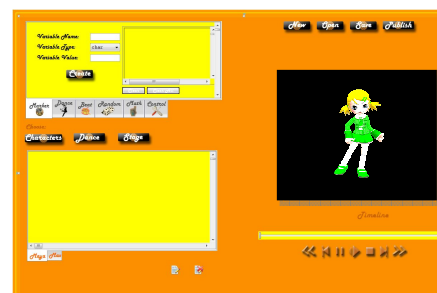 New Open Save Publish
Variable Name:
Variable Type: char
Variable Value:
Create
Member Dance Beat Random Math Control
Characters Dance Stage
Timeline